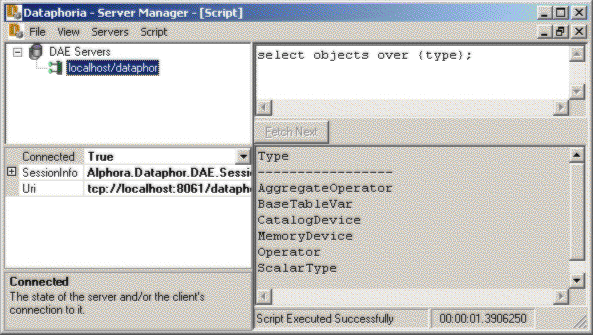 Dataphoria - Server Manager - [Script]
File View Servers Script
DAE Servers
localhost/dataphor
select objects over {type};
Fetch Next
Connected True
SessionInfo Alphora.Dataphor.DAE.Sessi
Uri tcp://localhost:8061/datapho
Type
-----------------
AggregateOperator
BaseTableVar
CatalogDevice
MemoryDevice
Operator
ScalarType
Connected
The state of the server and/or the client's
connection to it.
Script Executed Successfully 00:00:01.3906250